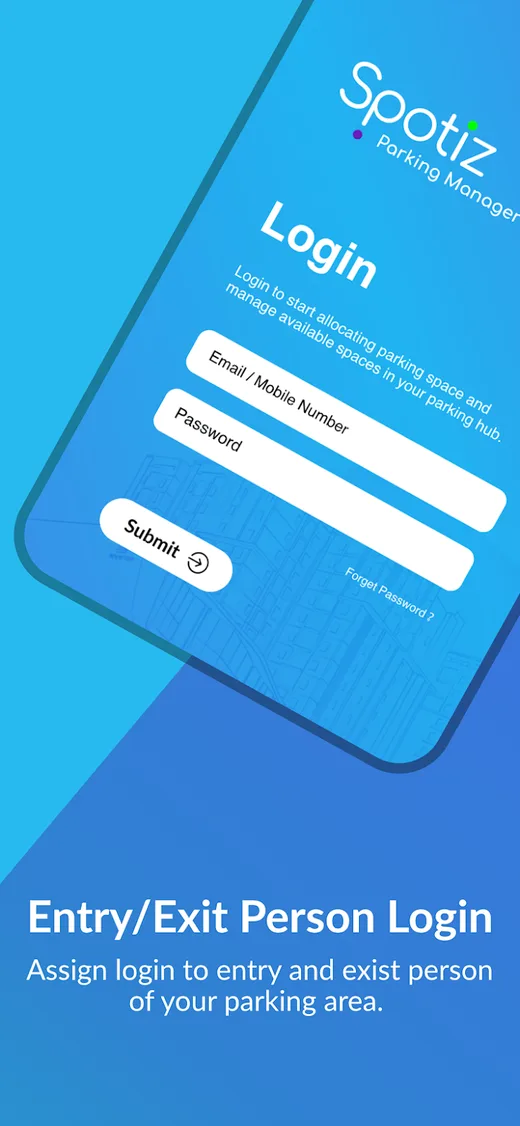 Spotiz
Parking Manager
Login
Login to start allocating parking space and
manage available spaces in your parking hub.
Email / Mobile Number
Password
Submit
Forget Password ?
Entry/Exit Person Login
Assign login to entry and exist person
of your parking area.